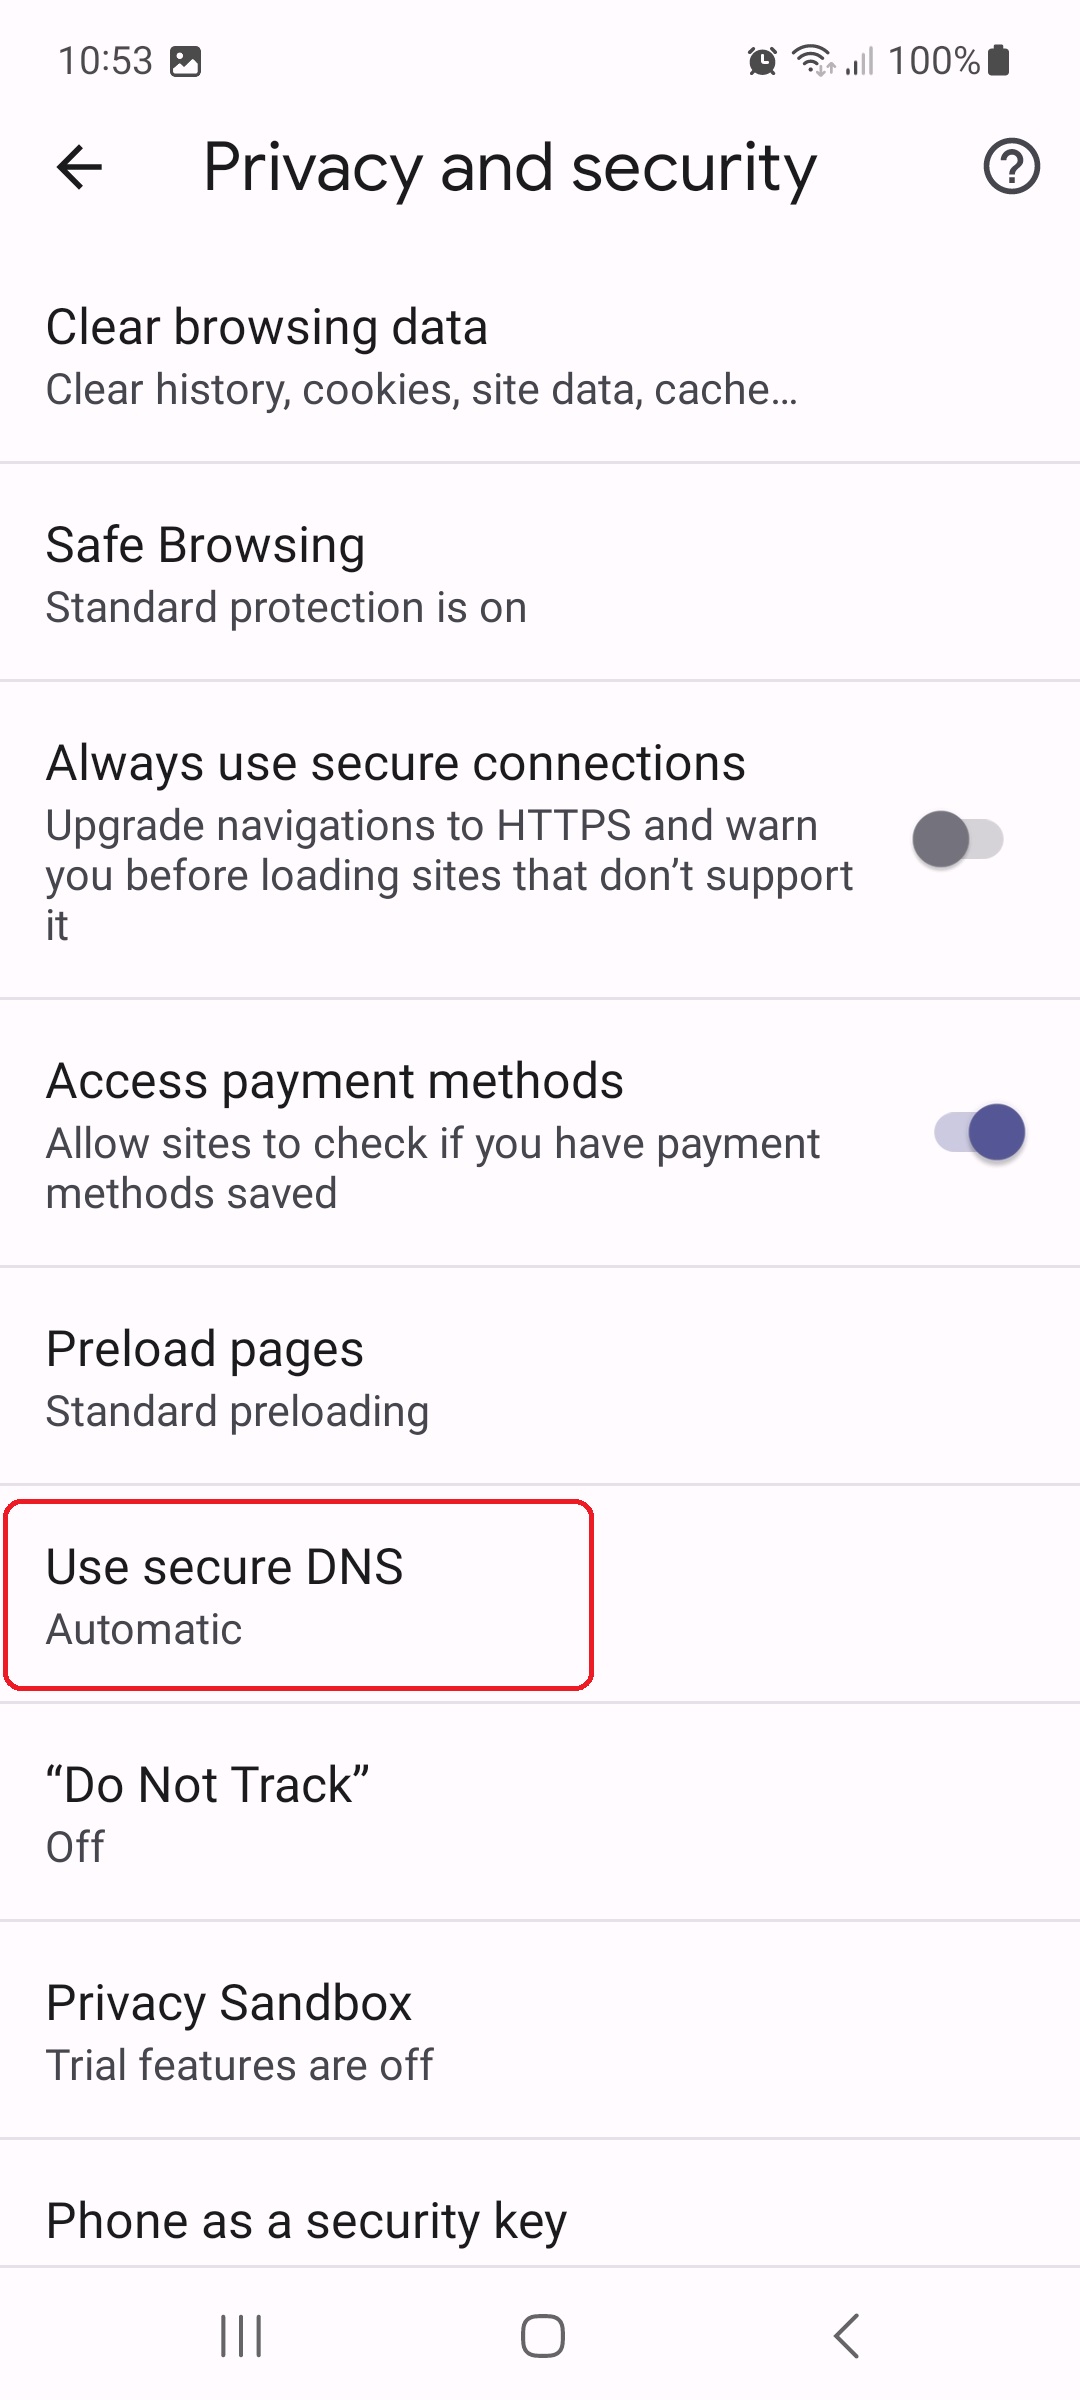 10:53 100%
Privacy and security
Clear browsing data
Clear history, cookies, site data, cache…
Safe Browsing
Standard protection is on
Always use secure connections
Upgrade navigations to HTTPS and warn
you before loading sites that don’t support
it
Access payment methods
Allow sites to check if you have payment
methods saved
Preload pages
Standard preloading
Use secure DNS
Automatic
“Do Not Track”
Off
Privacy Sandbox
Trial features are off
Phone as a security key